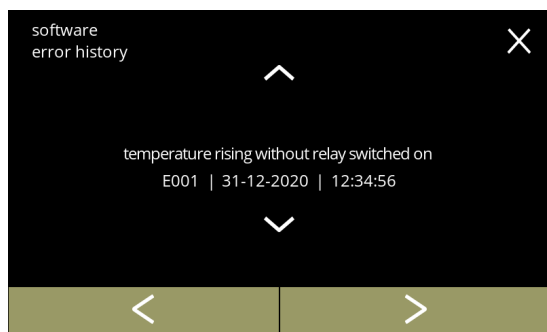 software
error history
temperature rising without relay switched on
E001 | 31-12-2020 | 12:34:56